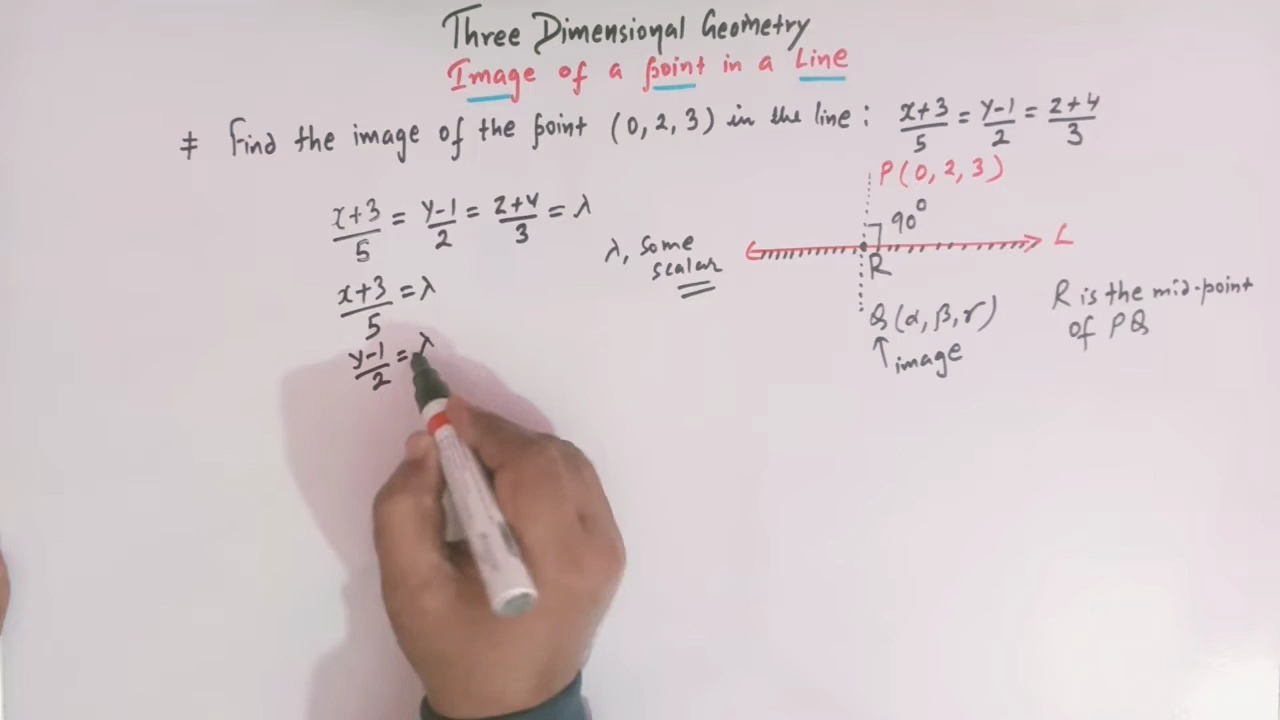 Three Dimensional Geometry
Image of a point in a Line
# Find the image of the point (0, 2, 3) in the line: x+3/5 = y-1/2 = z+4/3
P(0, 2, 3)
90°
L
R
Q(α, β, γ)
↑ image
R is the mid-point
of PQ
x+3/5 = y-1/2 = z+4/3 = λ
λ, some
scalar
x+3/5 = λ
y-1/2 = λ